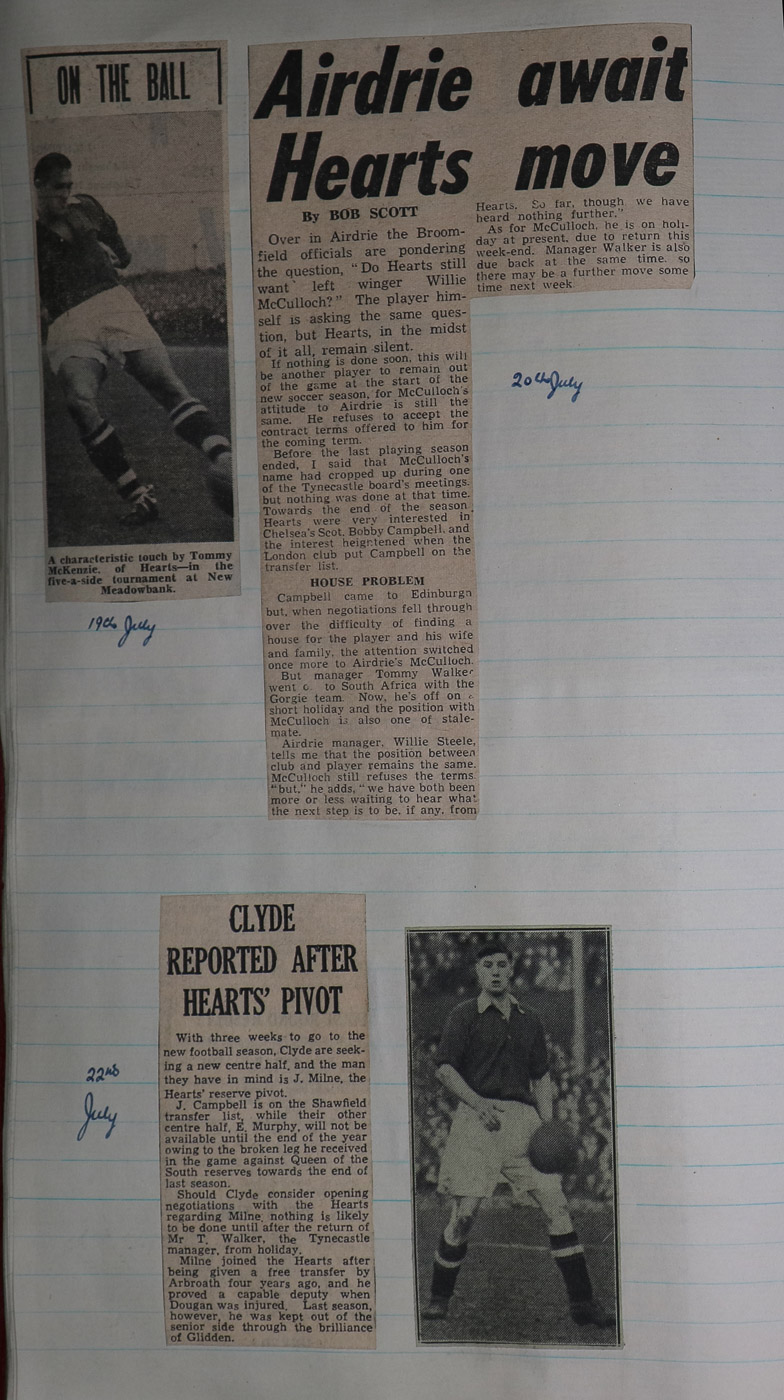 ON THE BALL
A characteristic touch by Tommy
McKenzie, of Hearts—in the
five-a-side tournament at New
Meadowbank.
19th July
Airdrie await
Hearts move
By BOB SCOTT
Over in Airdrie the Broom-
field officials are pondering
the question, "Do Hearts still
want left winger Willie
McCulloch?" The player him-
self is asking the same ques-
tion, but Hearts, in the midst
of it all, remain silent.
If nothing is done soon, this will
be another player to remain out
of the game at the start of the
new soccer season, for McCulloch's
attitude to Airdrie is still the
same. He refuses to accept the
contract terms offered to him for
the coming term.
Before the last playing season
ended, I said that McCulloch's
name had cropped up during one
of the Tynecastle board's meetings,
but nothing was done at that time.
Towards the end of the season
Hearts were very interested in
Chelsea's Scot, Bobby Campbell, and
the interest heightened when the
London club put Campbell on the
transfer list.
HOUSE PROBLEM
Campbell came to Edinburgh
but, when negotiations fell through
over the difficulty of finding a
house for the player and his wife
and family, the attention switched
once more to Airdrie's McCulloch.
But manager Tommy Walker
went to South Africa with the
Gorgie team. Now, he's off on a
short holiday and the position with
McCulloch is also one of stale-
mate.
Airdrie manager, Willie Steele,
tells me that the position between
club and player remains the same.
McCulloch still refuses the terms
"but," he adds, "we have both been
more or less waiting to hear what
the next step is to be, if any, from
Hearts. So far, though we have
heard nothing further."
As for McCulloch, he is on holi-
day at present, due to return this
week-end. Manager Walker is also
due back at the same time, so
there may be a further move some
time next week.
20th July
CLYDE
REPORTED AFTER
HEARTS' PIVOT
With three weeks to go to the
new football season, Clyde are seek-
ing a new centre half, and the man
they have in mind is J. Milne, the
Hearts' reserve pivot.
J. Campbell is on the Shawfield
transfer list, while their other
centre half, E. Murphy, will not be
available until the end of the year
owing to the broken leg he received
in the game against Queen of the
South reserves towards the end of
last season.
Should Clyde consider opening
negotiations with the Hearts
regarding Milne, nothing is likely
to be done until after the return of
Mr T. Walker, the Tynecastle
manager, from holiday.
Milne joined the Hearts after
being given a free transfer by
Arbroath four years ago, and he
proved a capable deputy when
Dougan was injured. Last season,
however, he was kept out of the
senior side through the brilliance
of Glidden.
22nd
July